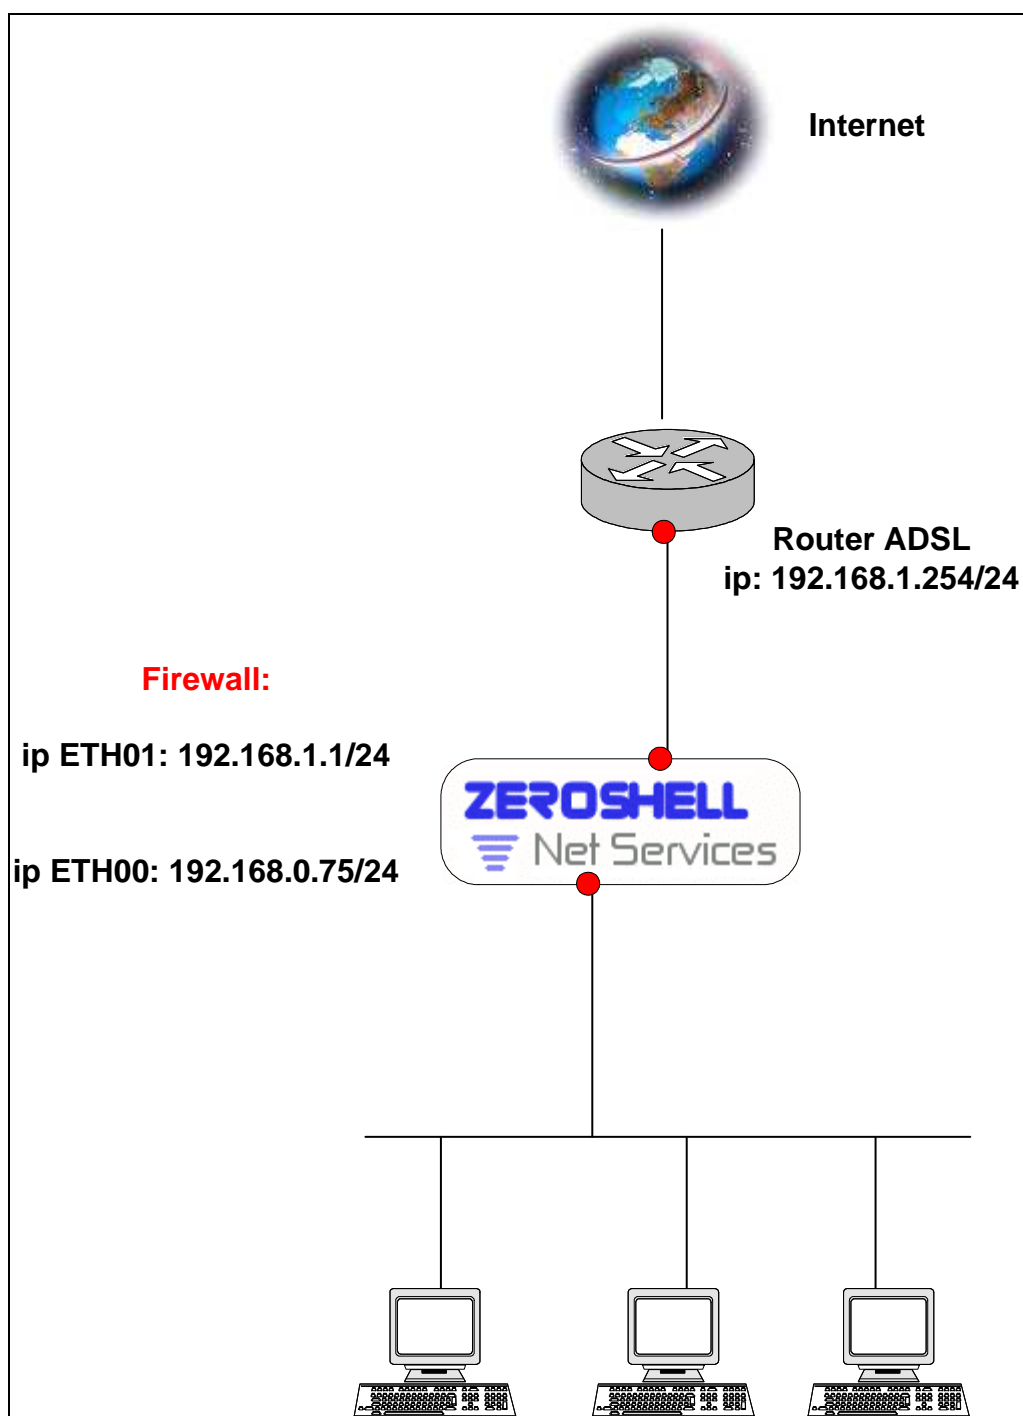 Internet
Router ADSL
ip: 192.168.1.254/24
Firewall:
ip ETH01: 192.168.1.1/24
ZEROSHELL
Net Services
ip ETH00: 192.168.0.75/24